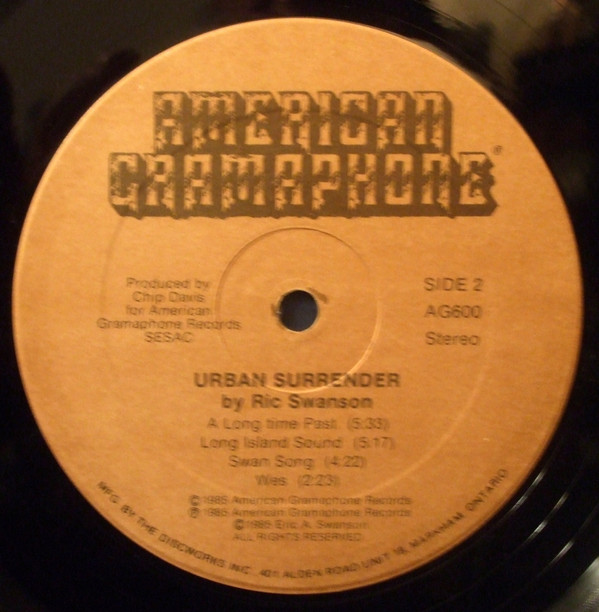 AMERICAN
GRAMAPHONE®
Produced by
Chip Davis
for American
Gramaphone Records
SESAC
SIDE 2
AG600
Stereo
URBAN SURRENDER
by Ric Swanson
A Long time Past (5:33)
Long Island Sound (5:17)
Swan Song (4:22)
Wes (2:23)
©1985 American Gramaphone Records
℗1985 American Gramaphone Records
©1985 Eric A. Swanson
ALL RIGHTS RESERVED.
MFG. BY THE DISCWORKS INC. 401 ALDEN ROAD UNIT 18, MARKHAM, ONTARIO